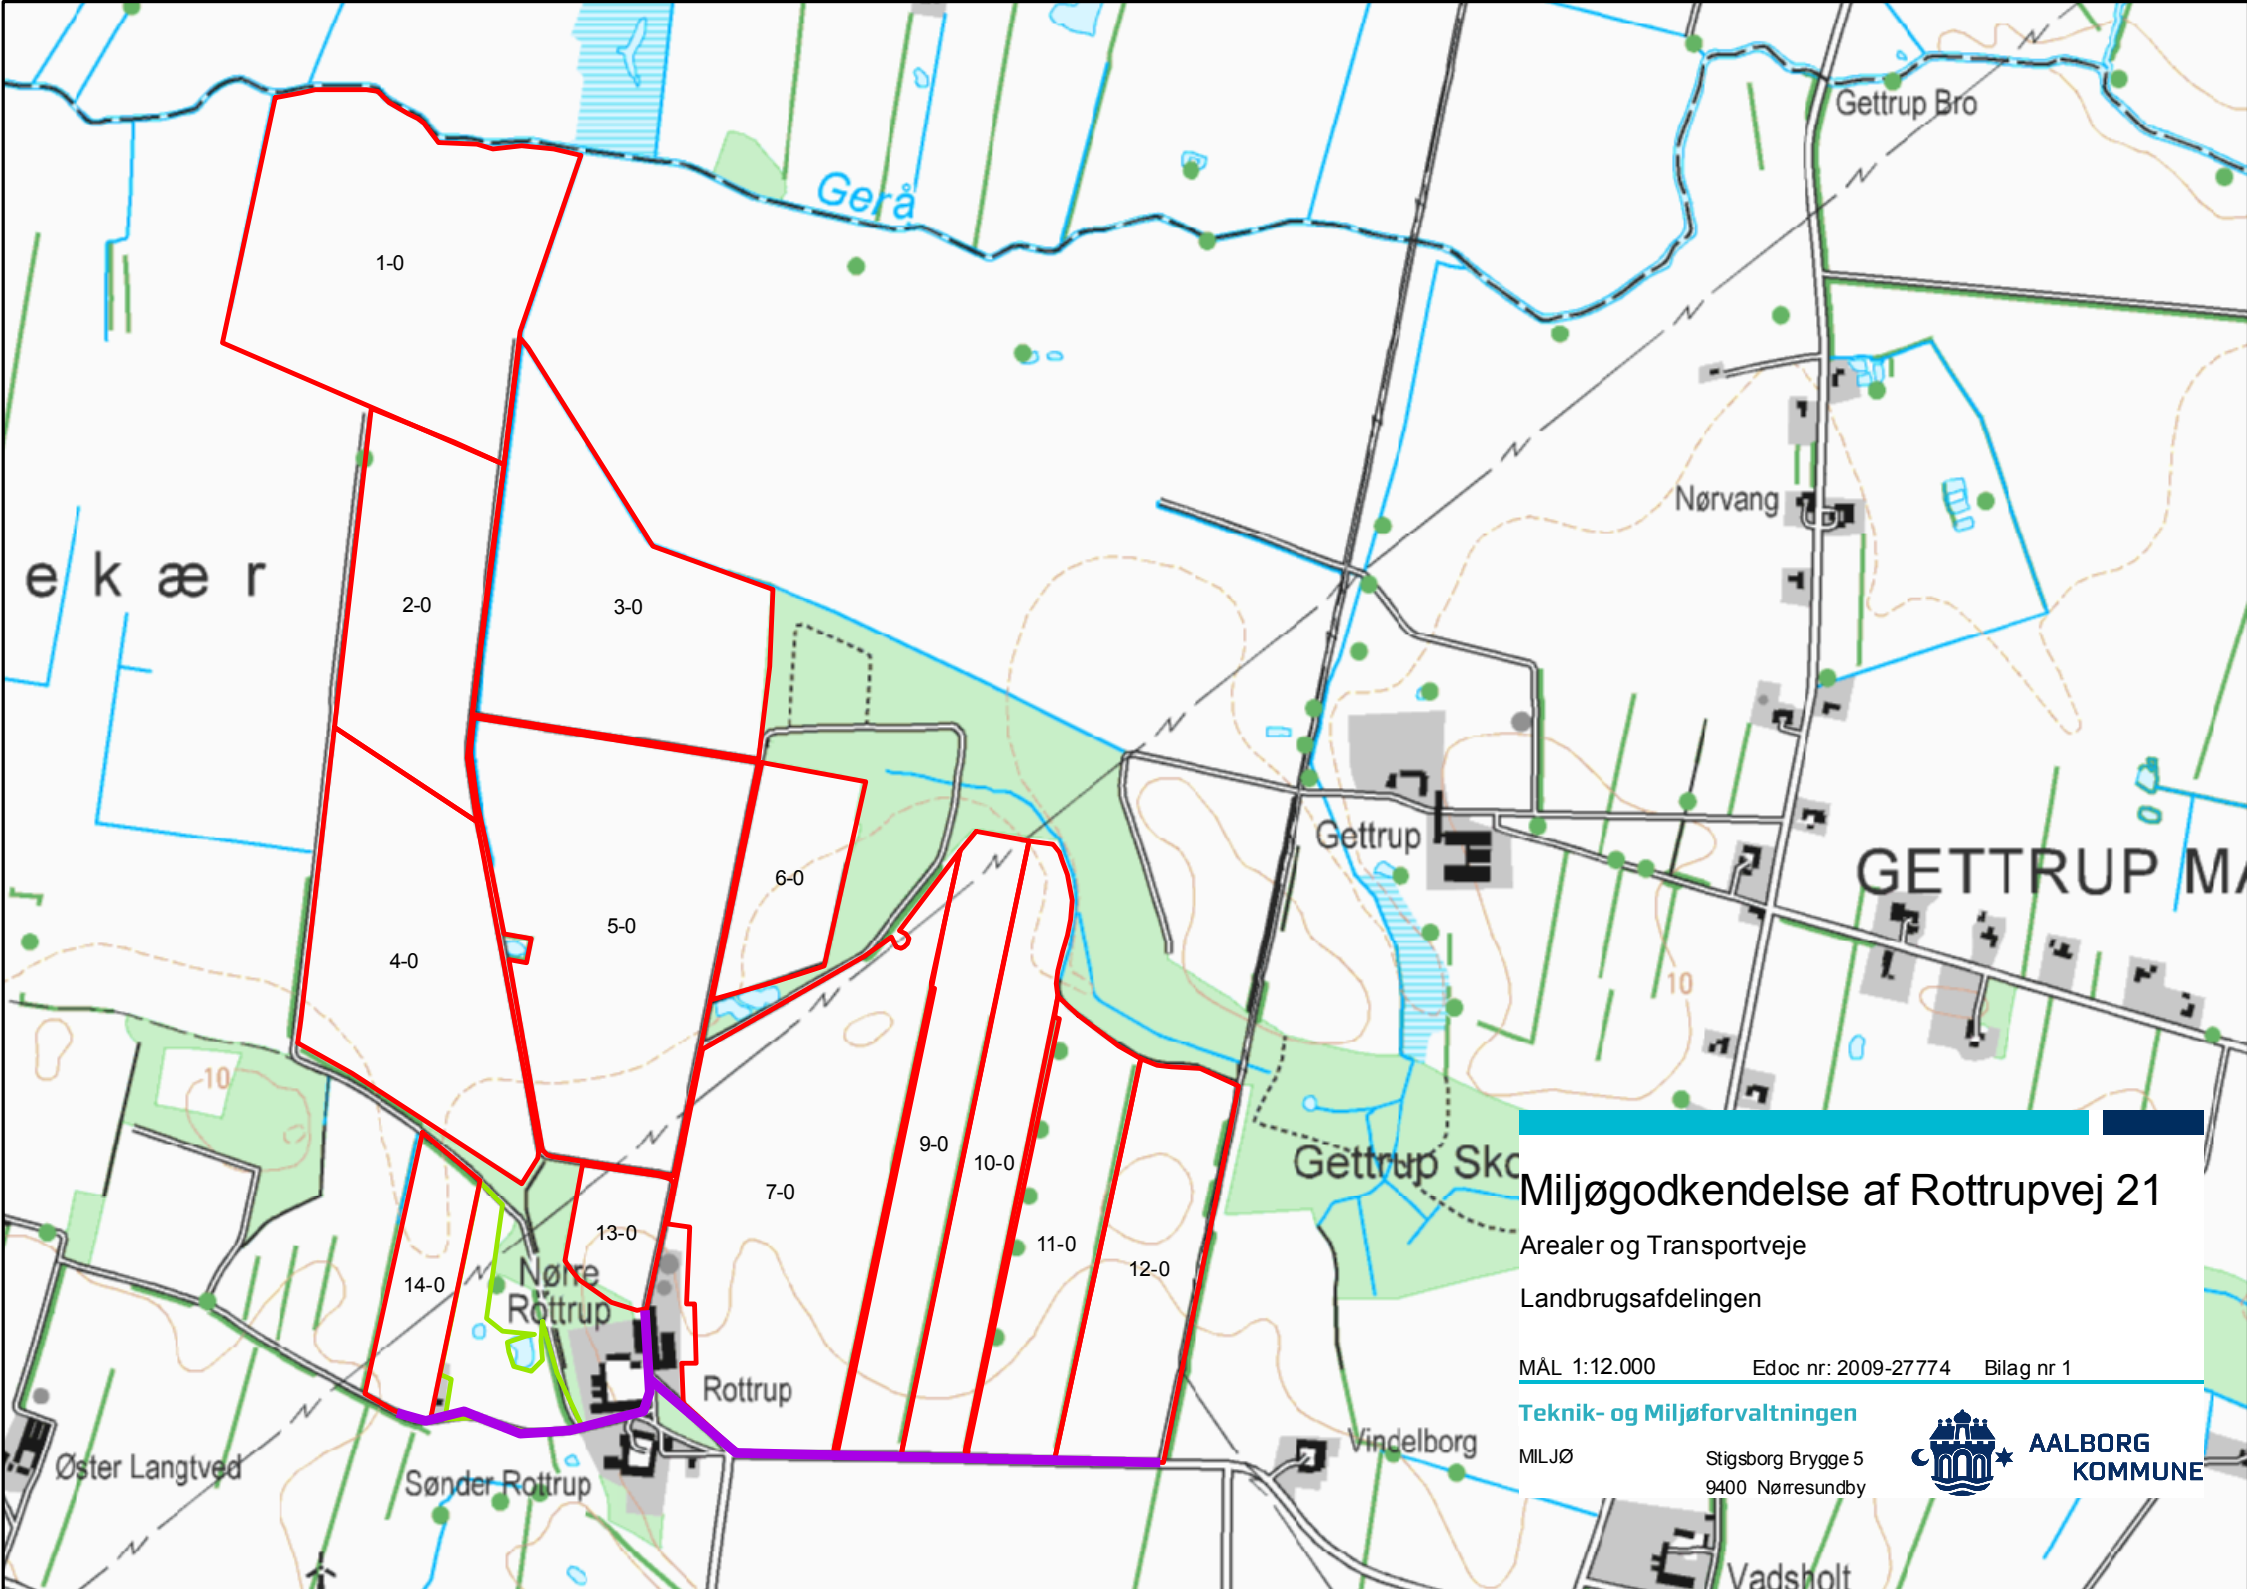 Gettrup Bro
Gerå
1-0
Nørvang
e k æ r
2-0
3-0
Gettrup
GETTRUP MA
6-0
5-0
4-0
10
10
9-0
10-0
7-0
Gettrup Sko
13-0
11-0
12-0
14-0
Nørre
Rottrup
Rottrup
Øster Langtved
Sønder Rottrup
Vindelborg
Vadsholt
Miljøgodkendelse af Rottrupvej 21
Arealer og Transportveje
Landbrugsafdelingen
MÅL 1:12.000 Edoc nr: 2009-27774 Bilag nr 1
Teknik- og Miljøforvaltningen
MILJØ
Stigsborg Brygge 5
9400 Nørresundby
AALBORG
KOMMUNE